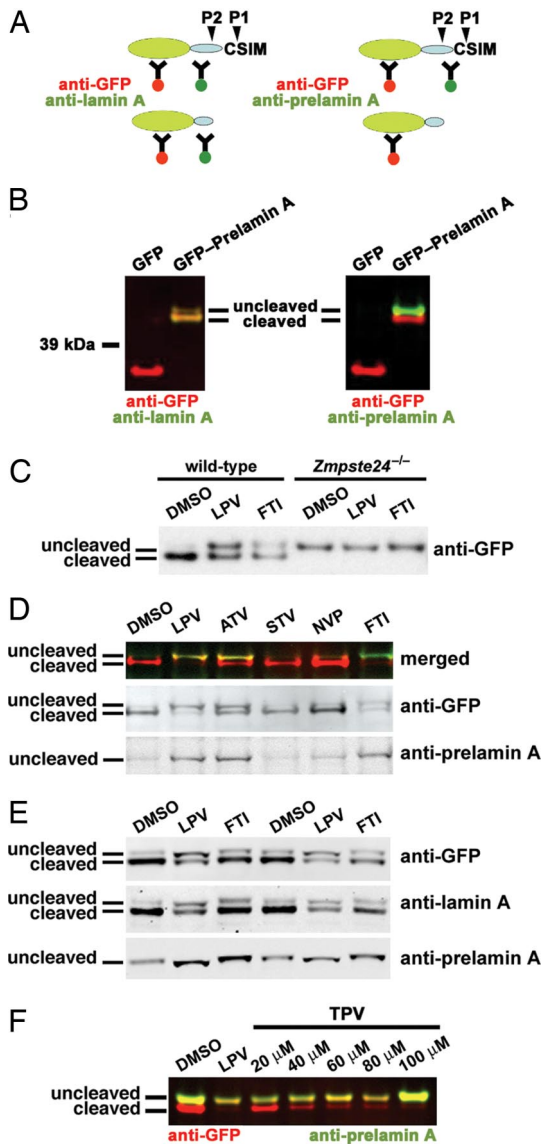 A
P2 P1
CSIM
anti-GFP
anti-lamin A
P2 P1
CSIM
anti-GFP
anti-prelamin A
B
GFP
GFP–Prelamin A
GFP
GFP–Prelamin A
uncleaved
cleaved
39 kDa
anti-GFP
anti-lamin A
anti-GFP
anti-prelamin A
C
wild-type Zmpste24–/–
DMSO LPV FTI DMSO LPV FTI
uncleaved
cleaved
anti-GFP
D
DMSO LPV ATV STV NVP FTI
uncleaved
cleaved
merged
uncleaved
cleaved
anti-GFP
uncleaved
anti-prelamin A
E
DMSO LPV FTI DMSO LPV FTI
uncleaved
cleaved
anti-GFP
uncleaved
cleaved
anti-lamin A
uncleaved
anti-prelamin A
F
TPV
DMSO LPV 20 µM 40 µM 60 µM 80 µM 100 µM
uncleaved
cleaved
anti-GFP anti-prelamin A